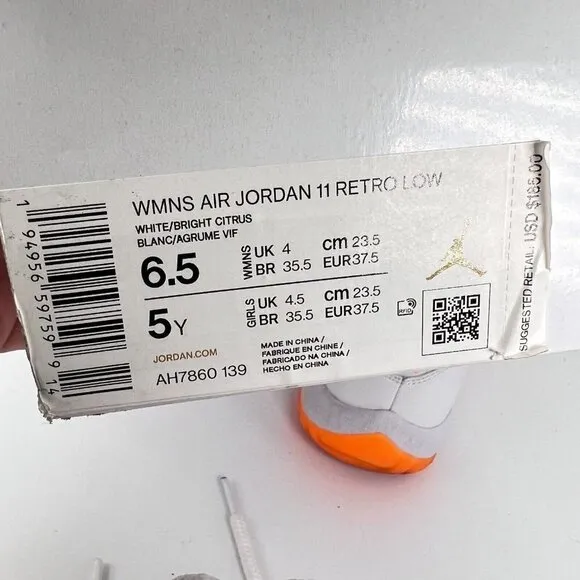 WMNS AIR JORDAN 11 RETRO LOW
WHITE/BRIGHT CITRUS
BLANC/AGRUME VIF
6.5 WMNS UK 4 cm 23.5
BR 35.5 EUR37.5
5Y GIRLS UK 4.5 cm 23.5
BR 35.5 EUR37.5
JORDAN.COM
AH7860 139
MADE IN CHINA /
FABRIQUE EN CHINE /
FABRICADO NA CHINA /
HECHO EN CHINA
RFID
SUGGESTED RETAIL: USD $185.00
1 94956 59759 9 14